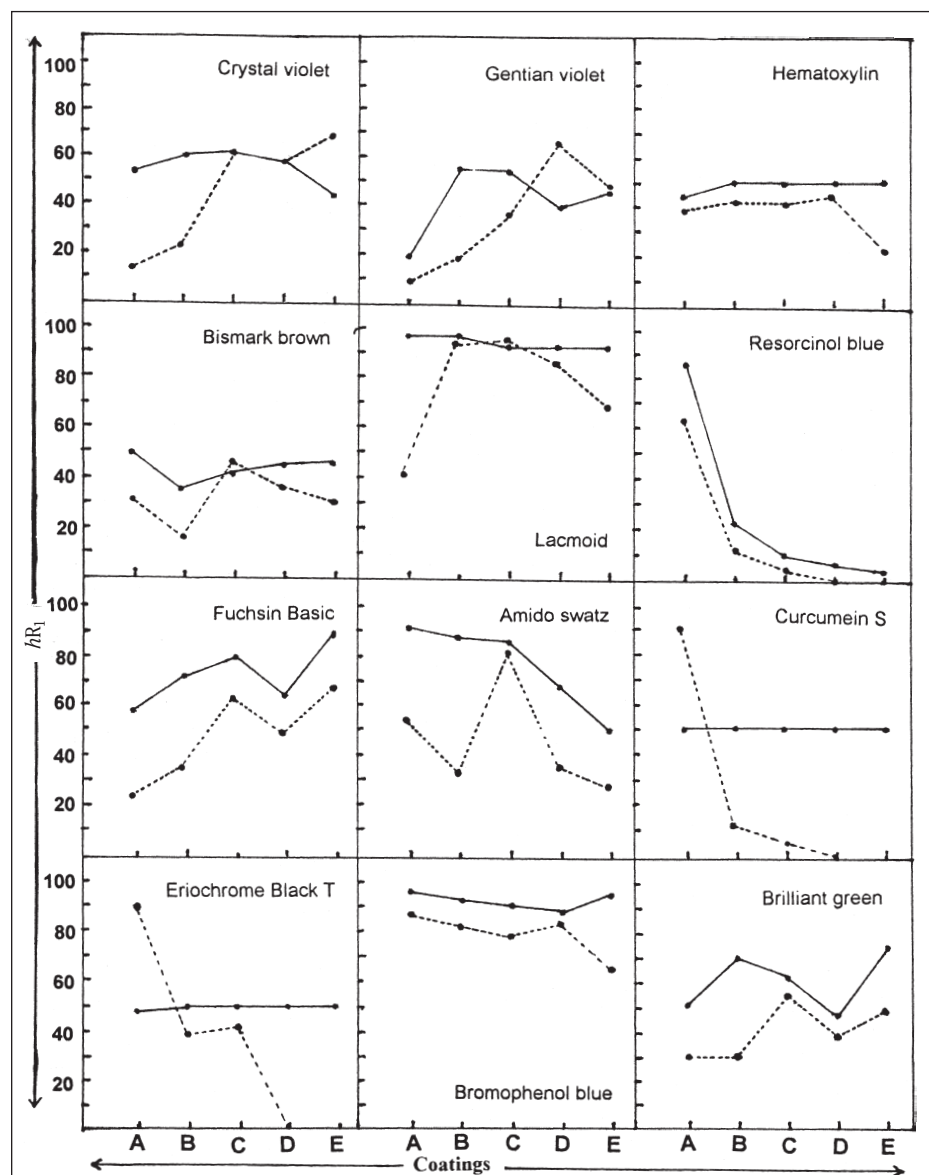 100
80
60
40
20
Crystal violet
Gentian violet
Hematoxylin
100
80
60
40
20
Bismark brown
Lacmoid
Resorcinol blue
hR1
100
80
60
40
20
Fuchsin Basic
Amido swatz
Curcumein S
100
80
60
40
20
Eriochrome Black T
Bromophenol blue
Brilliant green
A B C D E A B C D E A B C D E
Coatings